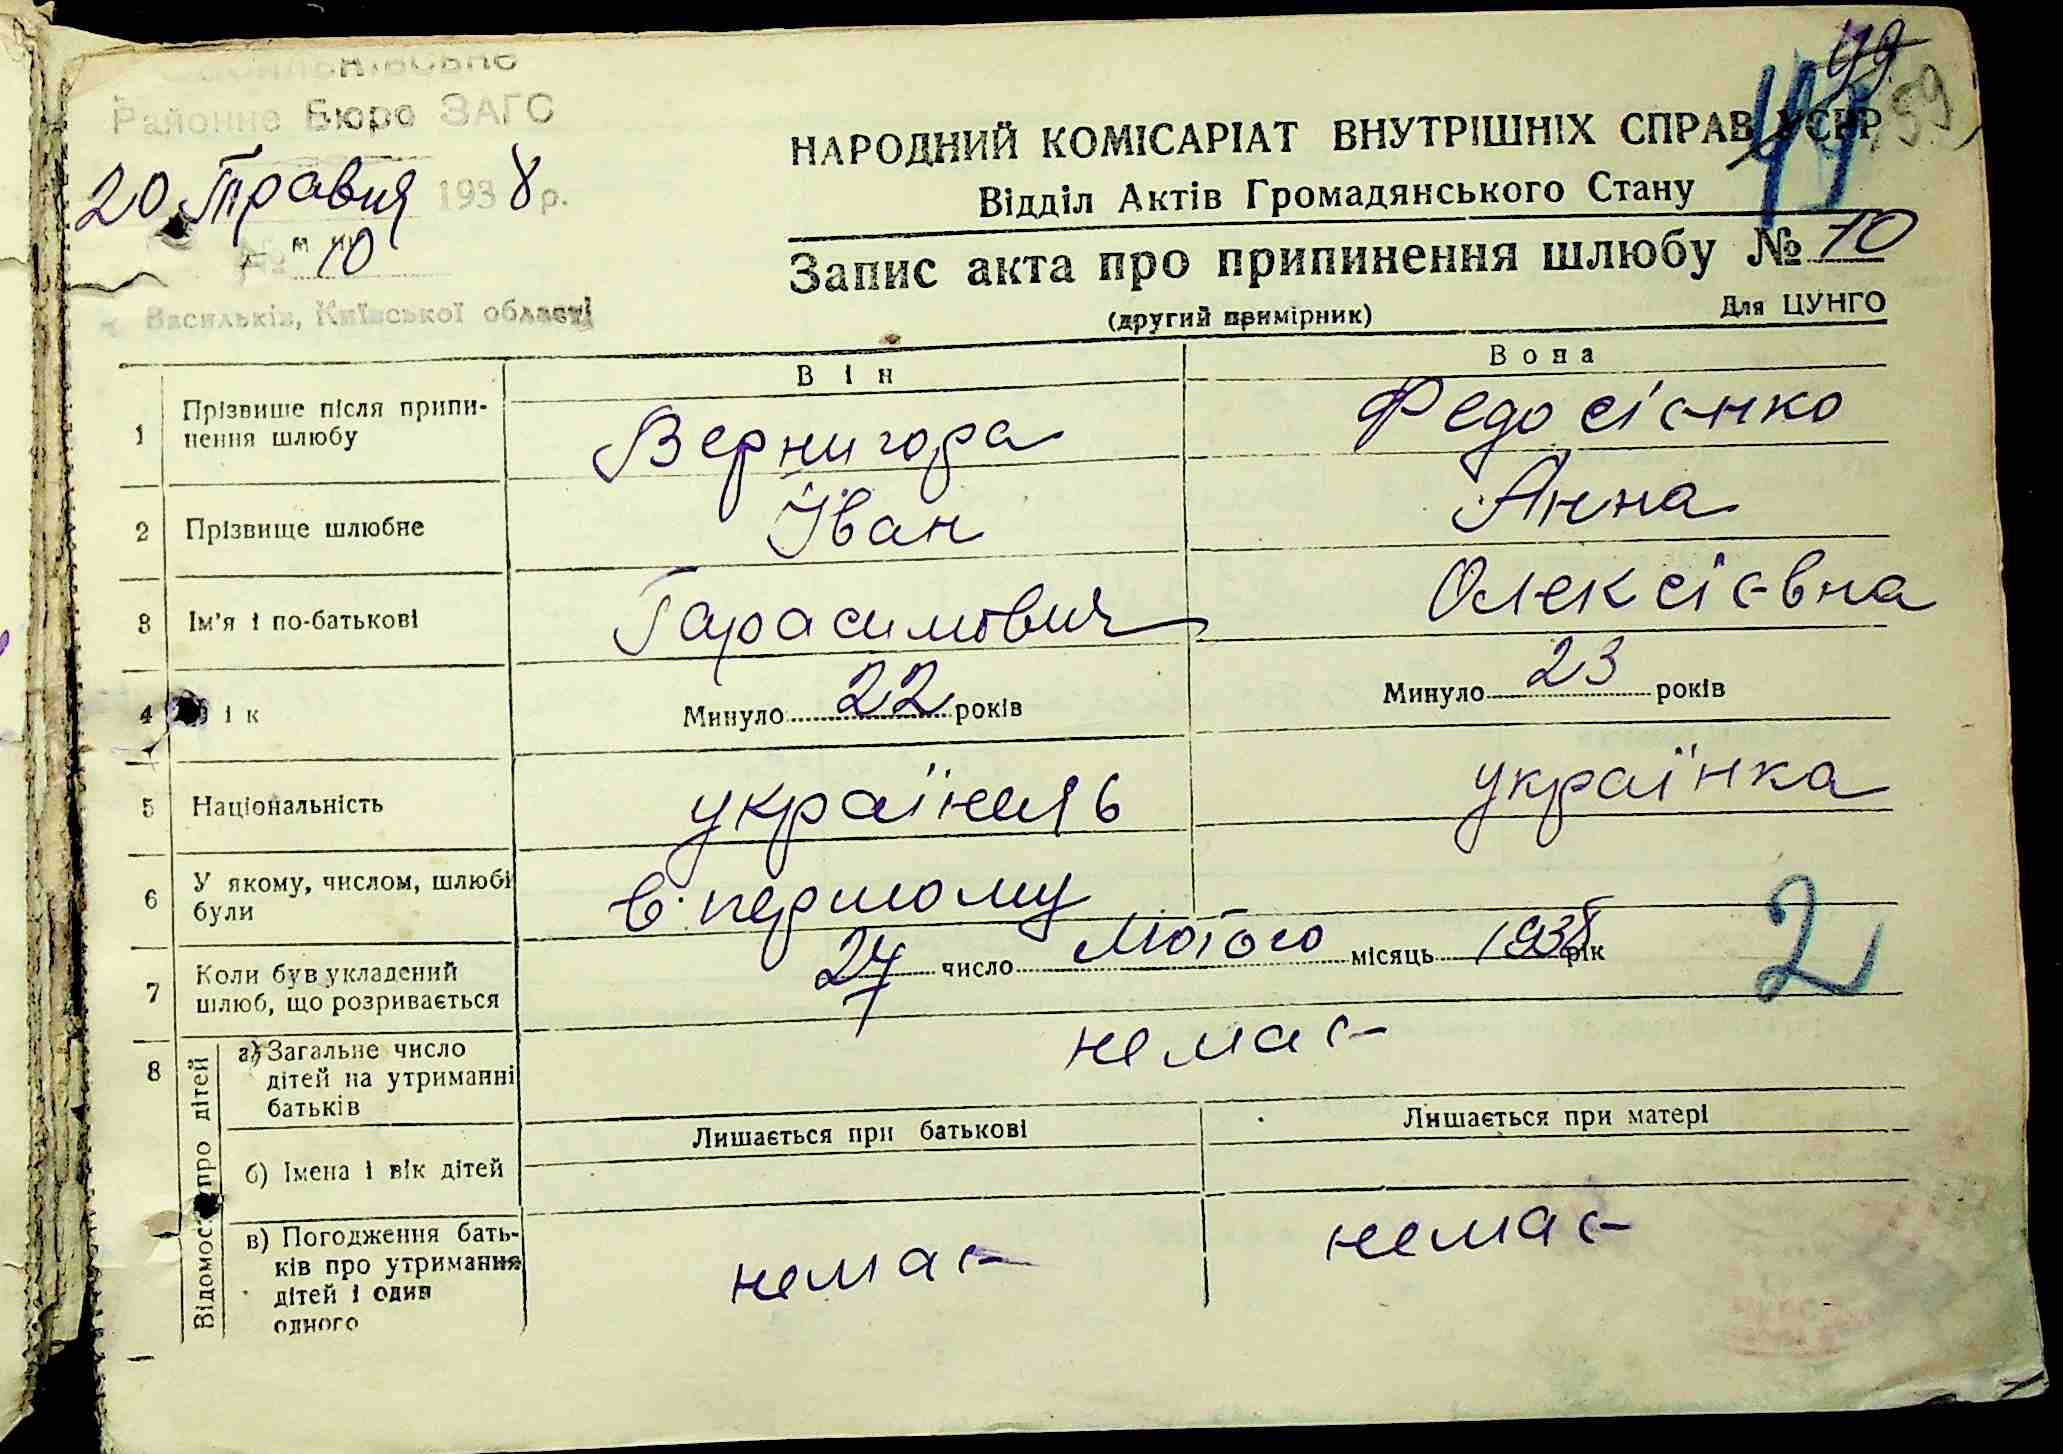 Районне Бюро ЗАГС
20 Травня 1938 р.
№ 10
м. Васильків, Київської області
49
59
НАРОДНИЙ КОМІСАРІАТ ВНУТРІШНІХ СПРАВ УСРР
Відділ Актів Громадянського Стану
Запис акта про припинення шлюбу № 10
(другий примірник)
Для ЦУНГО
Він
Вона
1 Прізвище після припинення шлюбу
Вернигора
Федосієнко
2 Прізвище шлюбне
Іван
Анна
3 Ім'я і по-батькові
Гарасимович
Олексієвна
4 Вік
Минуло 22 років
Минуло 23 років
5 Національність
українець
українка
6 У якому, числом, шлюбі були
в першому
7 Коли був укладений шлюб, що розривається
27 число лютого місяць 1938 рік
2
8 Відомості про дітей
а) Загальне число дітей на утриманні батьків
немає
Лишається при батькові
Лишається при матері
б) Імена і вік дітей
в) Погодження батьків про утримання дітей і один одного
немає
немає